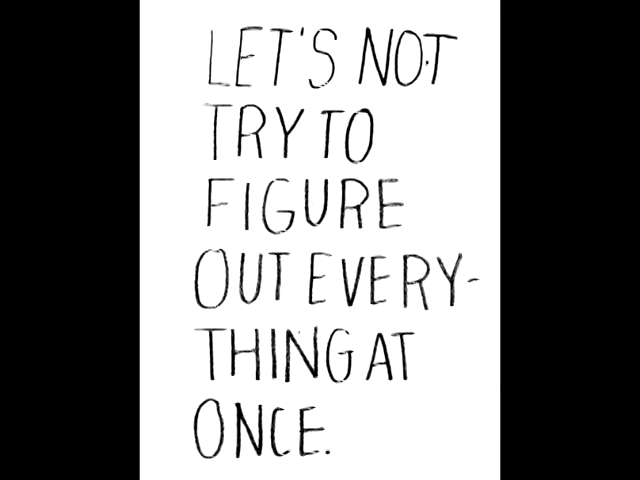 LET'S NOT
TRY TO
FIGURE
OUT EVERY-
THING AT
ONCE.